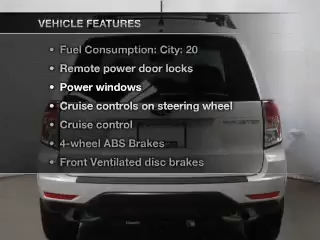 VEHICLE FEATURES
• Fuel Consumption: City: 20
• Remote power door locks
• Power windows
• Cruise controls on steering wheel
• Cruise control
• 4-wheel ABS Brakes
• Front Ventilated disc brakes